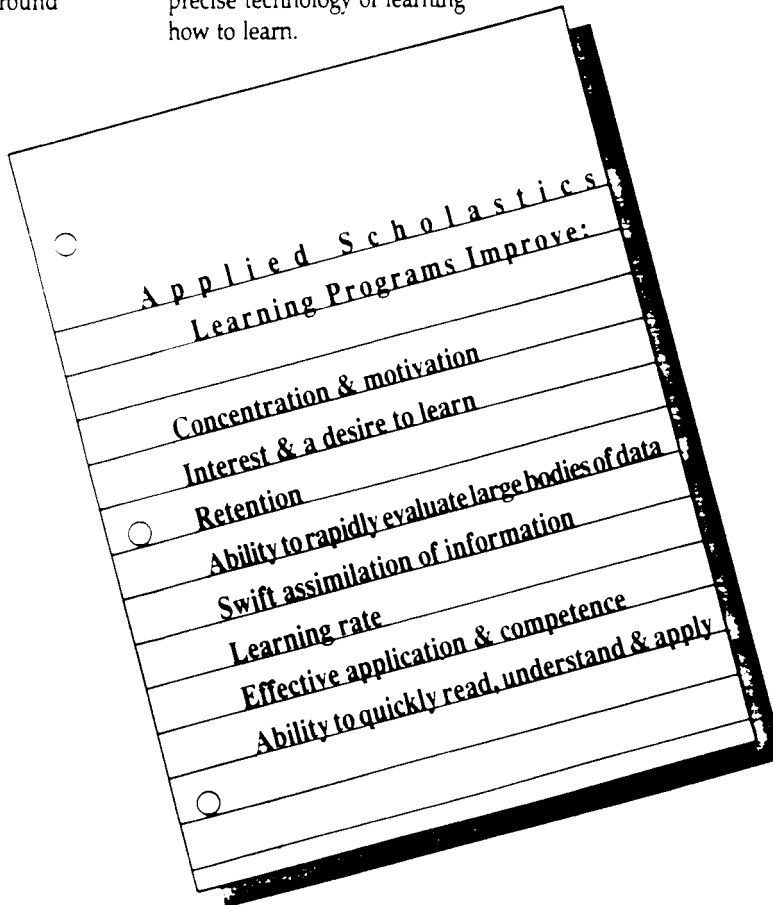 round
precise technology of learning
how to learn.
Applied Scholastics
Learning Programs Improve:
Concentration & motivation
Interest & a desire to learn
Retention
Ability to rapidly evaluate large bodies of data
Swift assimilation of information
Learning rate
Effective application & competence
Ability to quickly read, understand & apply